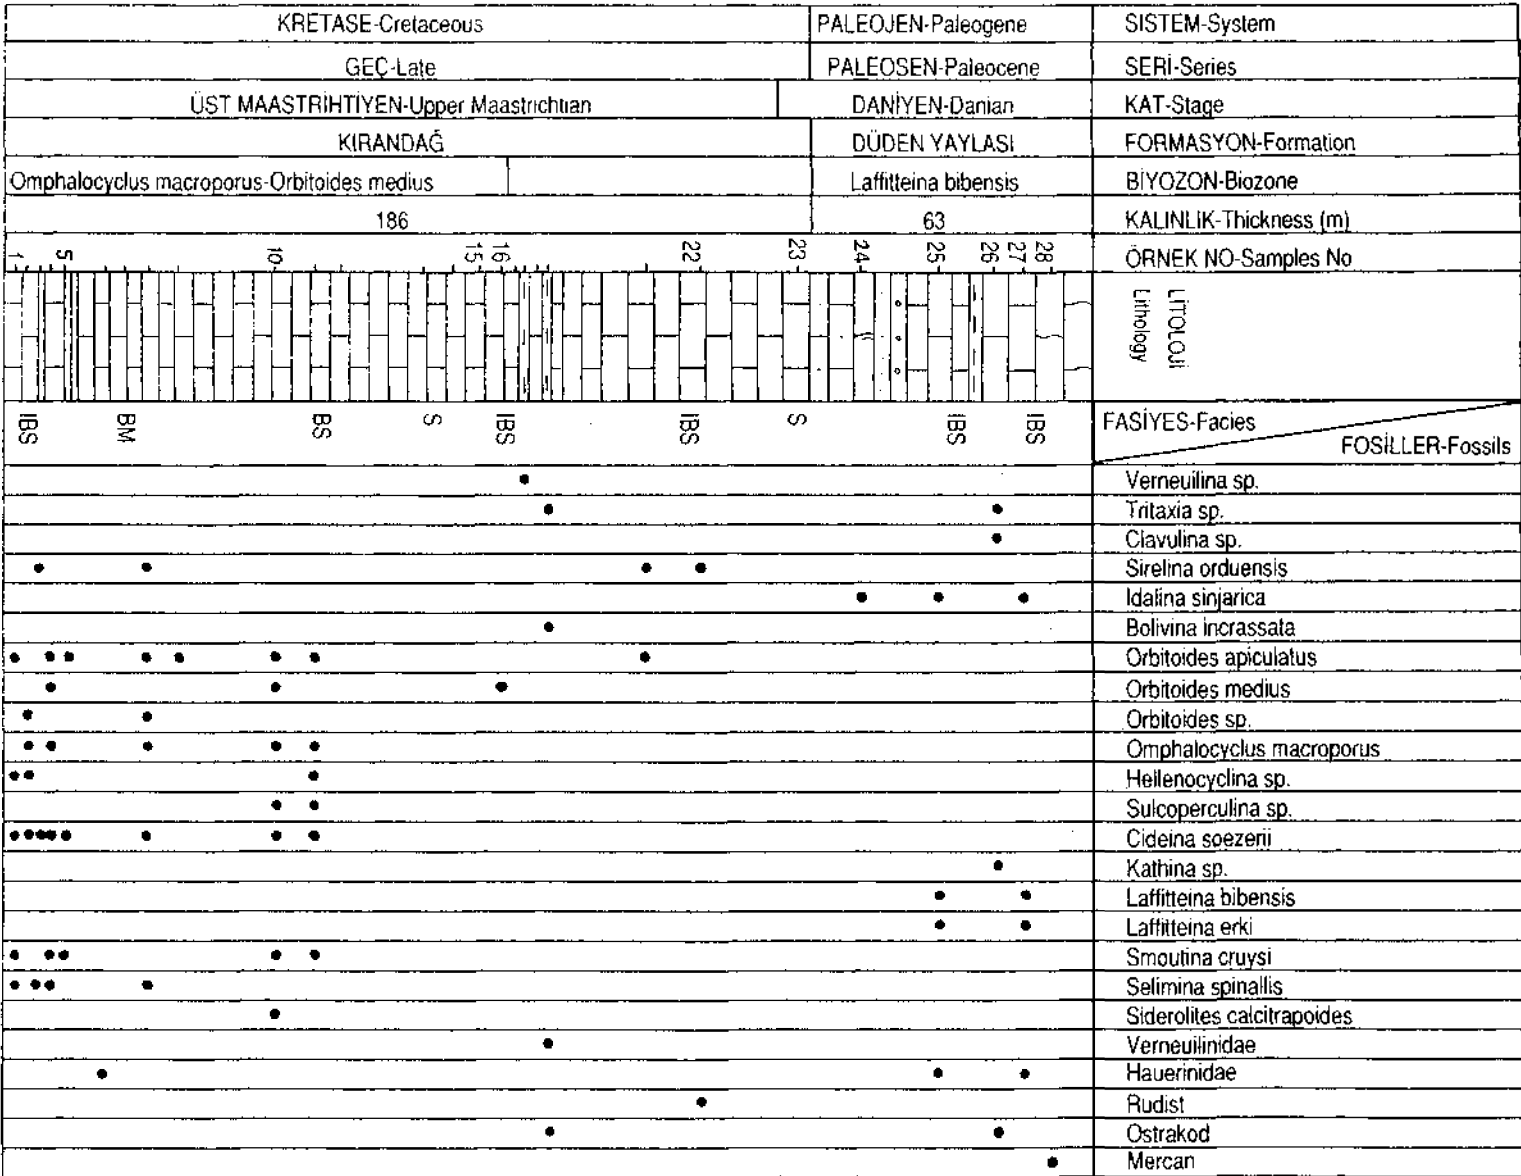 KRETASE-Cretaceous PALEOJEN-Paleogene SISTEM-System
GEÇ-Late PALEOSEN-Paleocene SERİ-Series
ÜST MAASTRİHTİYEN-Upper Maastrichtian DANİYEN-Danian KAT-Stage
KIRANDAĞ DÜDEN YAYLASI FORMASYON-Formation
Omphalocyclus macroporus-Orbitoides medius Laffitteina bibensis BİYOZON-Biozone
186 63 KALINLIK-Thickness (m)
1 5 10 15 16 22 23 24 25 26 27 28 ÖRNEK NO-Samples No
LİTOLOJİ
Lithology
IBS BM BS S IBS IBS S IBS IBS FASİYES-Facies
FOSİLLER-Fossils
Verneuilina sp.
Tritaxia sp.
Clavulina sp.
Sirelina orduensis
Idalina sinjarica
Bolivina incrassata
Orbitoides apiculatus
Orbitoides medius
Orbitoides sp.
Omphalocyclus macroporus
Hellenocyclina sp.
Sulcoperculina sp.
Cideina soezerii
Kathina sp.
Laffitteina bibensis
Laffitteina erki
Smoutina cruysi
Selimina spinallis
Siderolites calcitrapoides
Verneuilinidae
Hauerinidae
Rudist
Ostrakod
Mercan